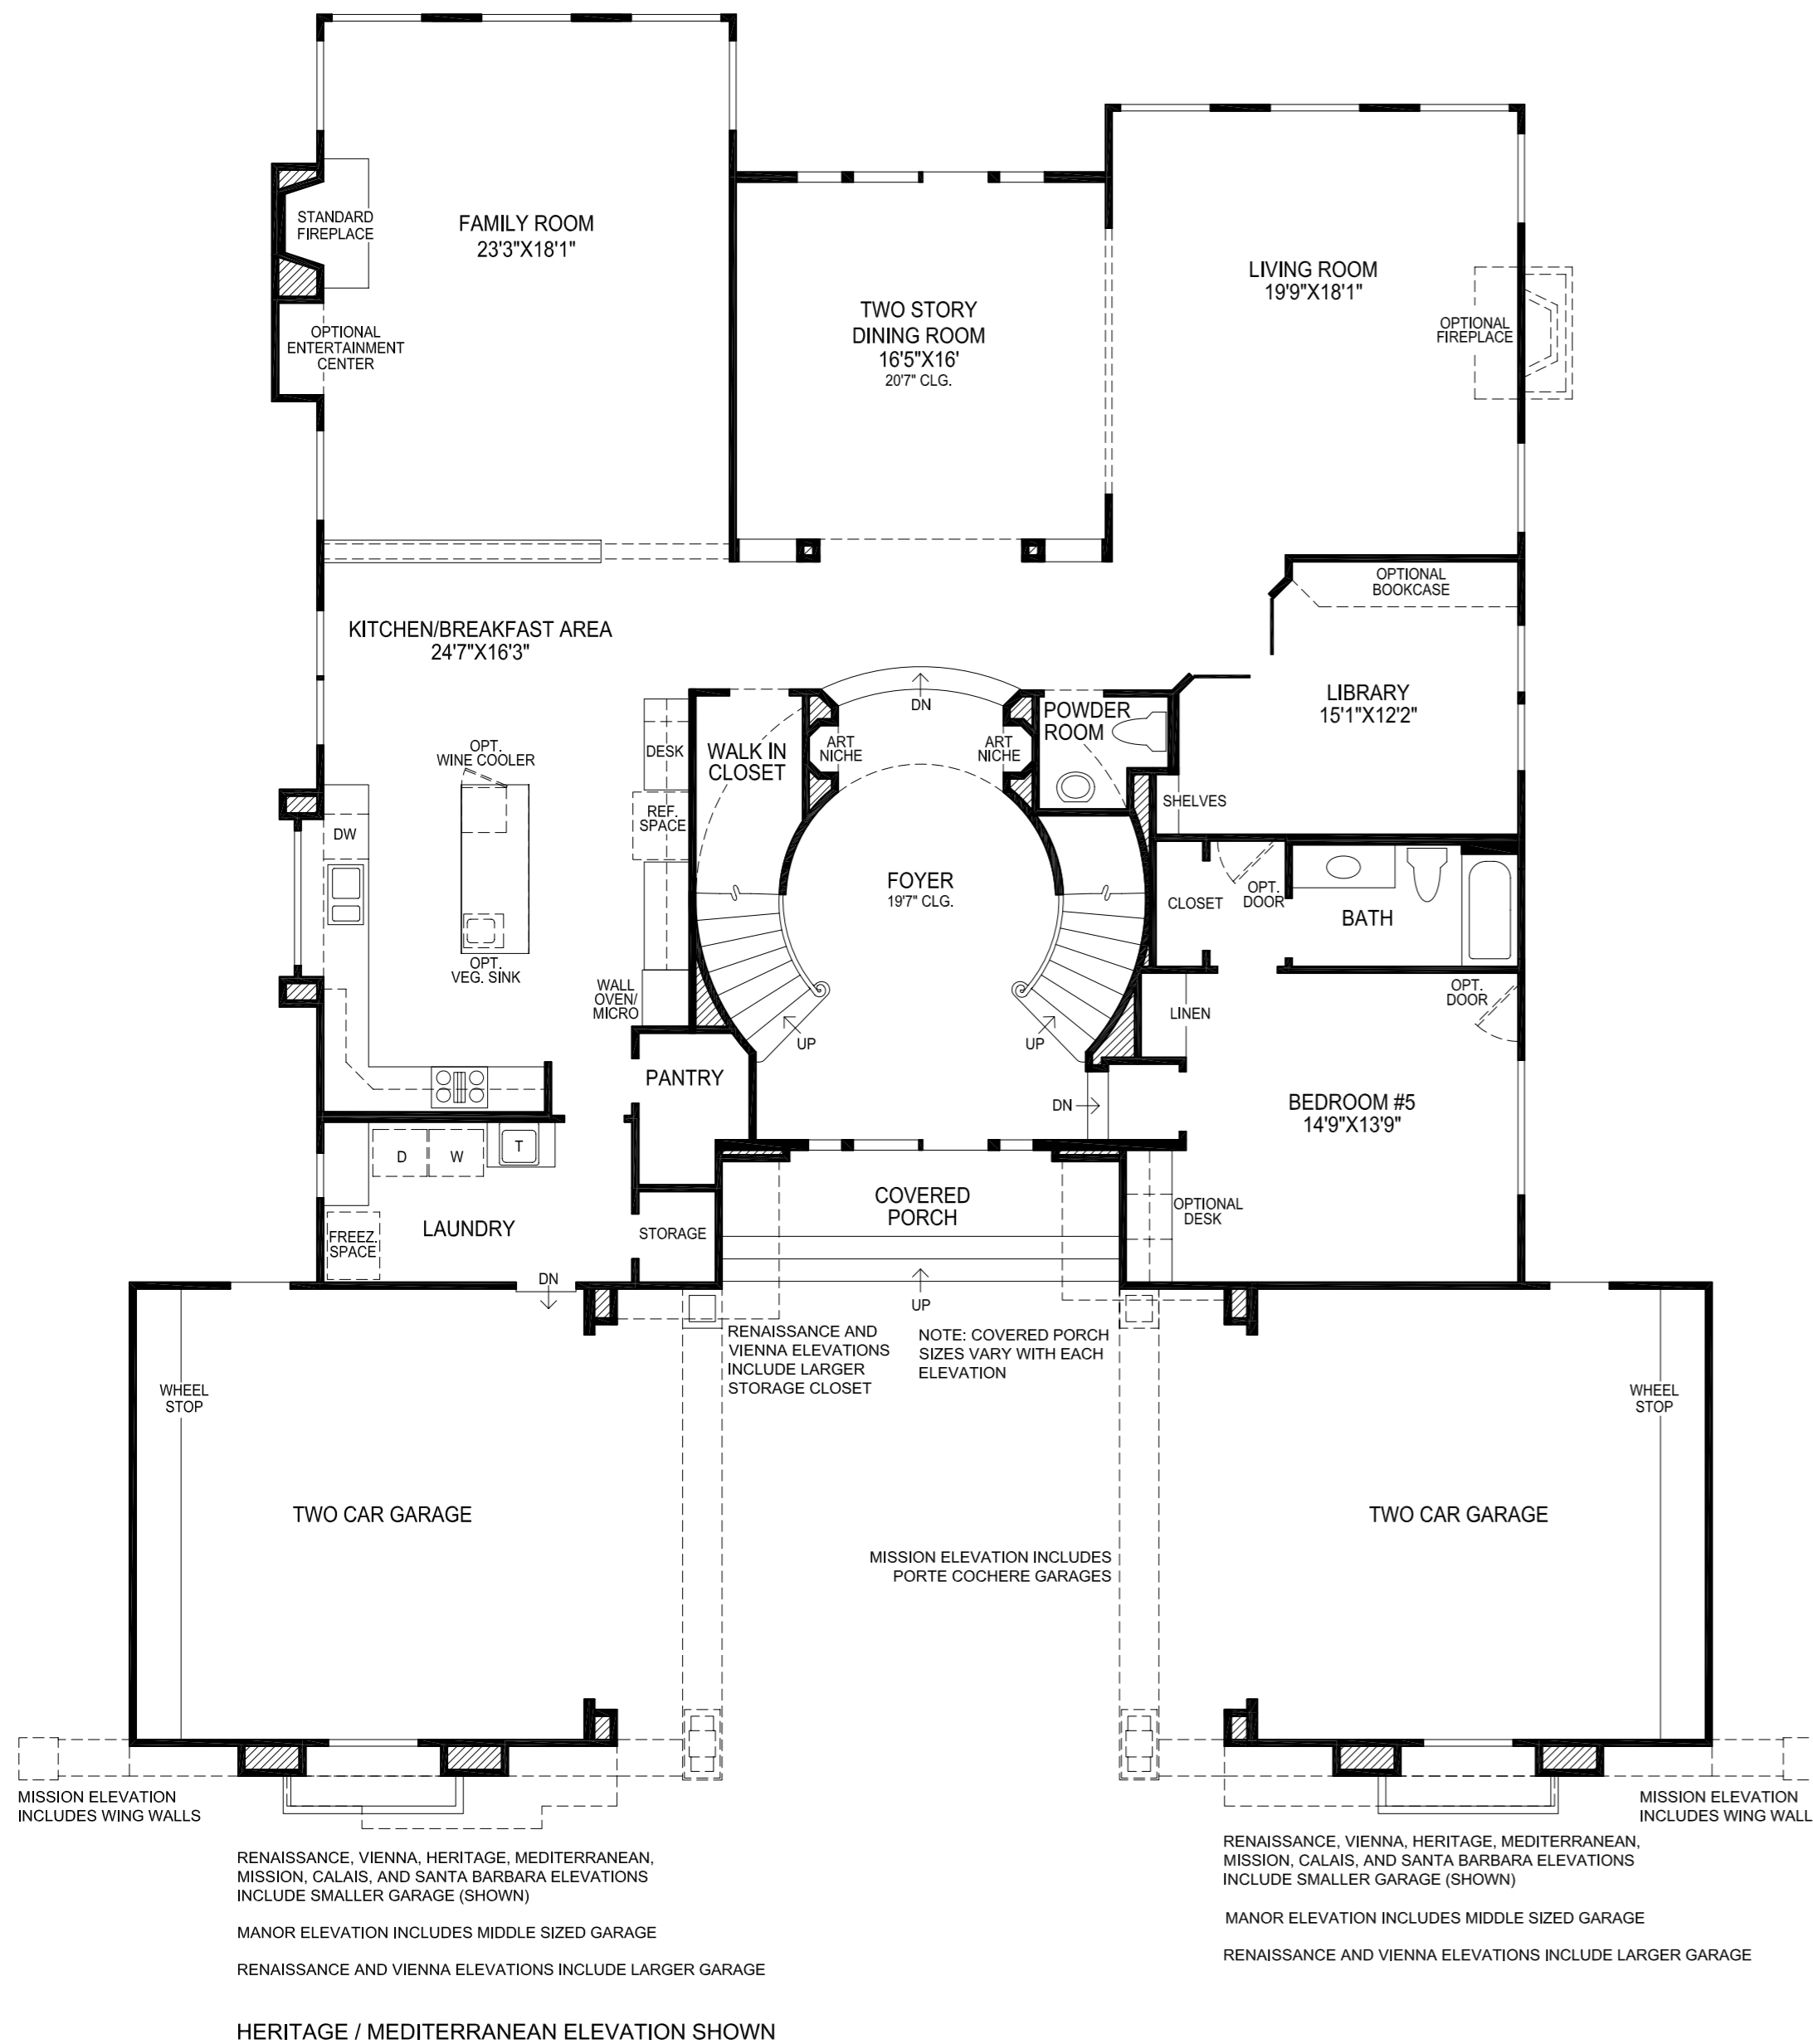 FAMILY ROOM
23'3"X18'1"
STANDARD
FIREPLACE
OPTIONAL
ENTERTAINMENT
CENTER
TWO STORY
DINING ROOM
16'5"X16'
20'7" CLG.
LIVING ROOM
19'9"X18'1"
OPTIONAL
FIREPLACE
OPTIONAL
BOOKCASE
KITCHEN/BREAKFAST AREA
24'7"X16'3"
LIBRARY
15'1"X12'2"
SHELVES
DN
POWDER
ROOM
ART
NICHE
ART
NICHE
WALK IN
CLOSET
DESK
REF.
SPACE
OPT.
WINE COOLER
DW
OPT.
VEG. SINK
WALL
OVEN/
MICRO
FOYER
19'7" CLG.
CLOSET
OPT.
DOOR
BATH
OPT.
DOOR
LINEN
UP
UP
PANTRY
DN
BEDROOM #5
14'9"X13'9"
D
W
T
LAUNDRY
FREEZ.
SPACE
STORAGE
COVERED
PORCH
OPTIONAL
DESK
DN
UP
RENAISSANCE AND
VIENNA ELEVATIONS
INCLUDE LARGER
STORAGE CLOSET
NOTE: COVERED PORCH
SIZES VARY WITH EACH
ELEVATION
WHEEL
STOP
WHEEL
STOP
TWO CAR GARAGE
TWO CAR GARAGE
MISSION ELEVATION INCLUDES
PORTE COCHERE GARAGES
MISSION ELEVATION
INCLUDES WING WALLS
MISSION ELEVATION
INCLUDES WING WALL
RENAISSANCE, VIENNA, HERITAGE, MEDITERRANEAN,
MISSION, CALAIS, AND SANTA BARBARA ELEVATIONS
INCLUDE SMALLER GARAGE (SHOWN)
MANOR ELEVATION INCLUDES MIDDLE SIZED GARAGE
RENAISSANCE AND VIENNA ELEVATIONS INCLUDE LARGER GARAGE
RENAISSANCE, VIENNA, HERITAGE, MEDITERRANEAN,
MISSION, CALAIS, AND SANTA BARBARA ELEVATIONS
INCLUDE SMALLER GARAGE (SHOWN)
MANOR ELEVATION INCLUDES MIDDLE SIZED GARAGE
RENAISSANCE AND VIENNA ELEVATIONS INCLUDE LARGER GARAGE
HERITAGE / MEDITERRANEAN ELEVATION SHOWN